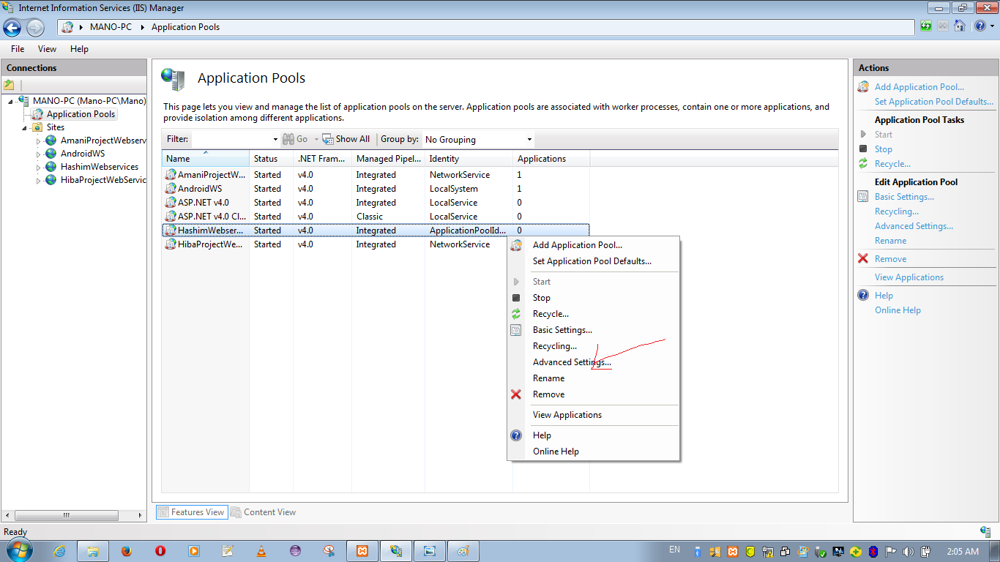 Internet Information Services (IIS) Manager
MANO-PC Application Pools
File View Help
Connections
MANO-PC (Mano-PC\Mano)
Application Pools
Sites
AmaniProjectWebserv
AndroidWS
HashimWebservices
HibaProjectWebServic
Application Pools
This page lets you view and manage the list of application pools on the server. Application pools are associated with worker processes, contain one or more applications, and
provide isolation among different applications.
Filter: Go Show All Group by: No Grouping
Name Status .NET Fram... Managed Pipel... Identity Applications
AmaniProjectW... Started v4.0 Integrated NetworkService 1
AndroidWS Started v4.0 Integrated LocalSystem 1
ASP.NET v4.0 Started v4.0 Integrated LocalService 0
ASP.NET v4.0 Cl... Started v4.0 Classic LocalService 0
HashimWebser... Started v4.0 Integrated ApplicationPoolId... 0
HibaProjectWe... Started v4.0 Integrated NetworkService
Add Application Pool...
Set Application Pool Defaults...
Start
Stop
Recycle...
Basic Settings...
Recycling...
Advanced Settings...
Rename
Remove
View Applications
Help
Online Help
Features View Content View
Actions
Add Application Pool...
Set Application Pool Defaults...
Application Pool Tasks
Start
Stop
Recycle...
Edit Application Pool
Basic Settings...
Recycling...
Advanced Settings...
Rename
Remove
View Applications
Help
Online Help
Ready
EN 2:05 AM